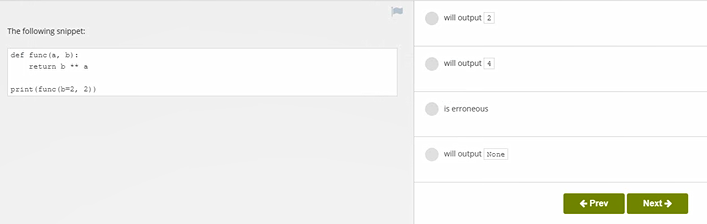 The following snippet:
def func(a, b):
    return b ** a
print(func(b=2, 2))
will output 2
will output 4
is erroneous
will output None
← Prev
Next →